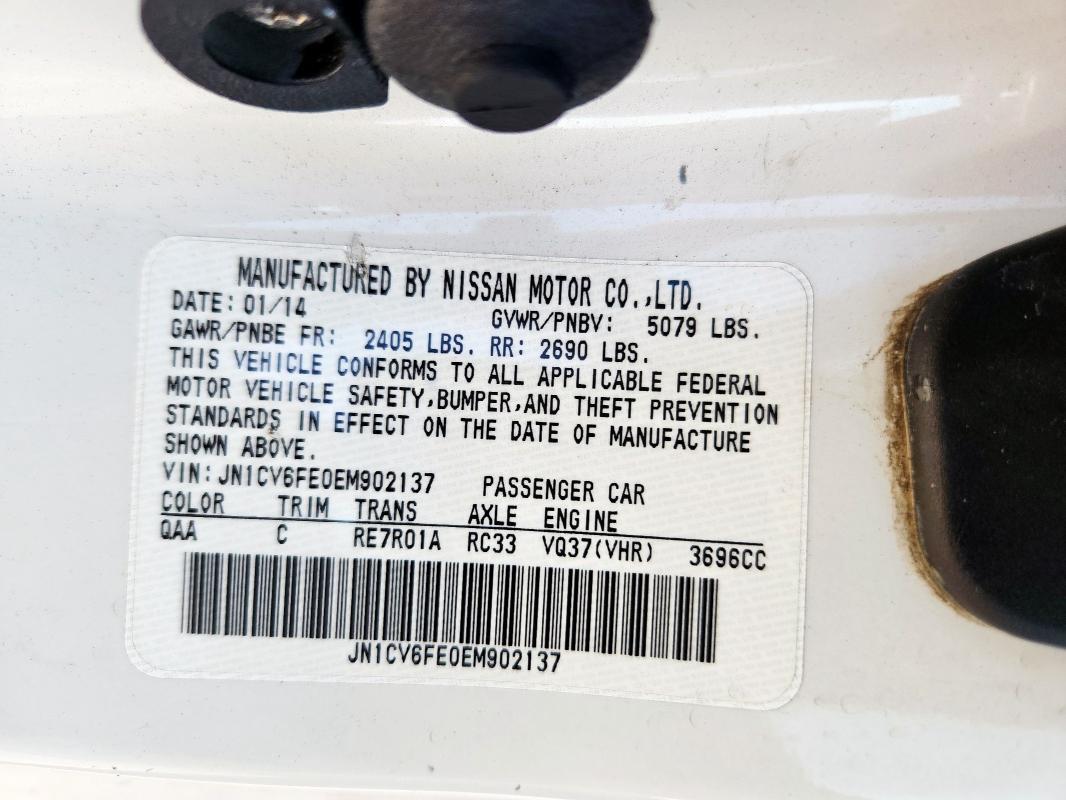 MANUFACTURED BY NISSAN MOTOR CO.,LTD.
DATE: 01/14 GVWR/PNBV: 5079 LBS.
GAWR/PNBE FR: 2405 LBS. RR: 2690 LBS.
THIS VEHICLE CONFORMS TO ALL APPLICABLE FEDERAL
MOTOR VEHICLE SAFETY,BUMPER,AND THEFT PREVENTION
STANDARDS IN EFFECT ON THE DATE OF MANUFACTURE
SHOWN ABOVE.
VIN:JN1CV6FE0EM902137 PASSENGER CAR
COLOR TRIM TRANS AXLE ENGINE
QAA C RE7R01A RC33 VQ37(VHR) 3696CC
JN1CV6FE0EM902137